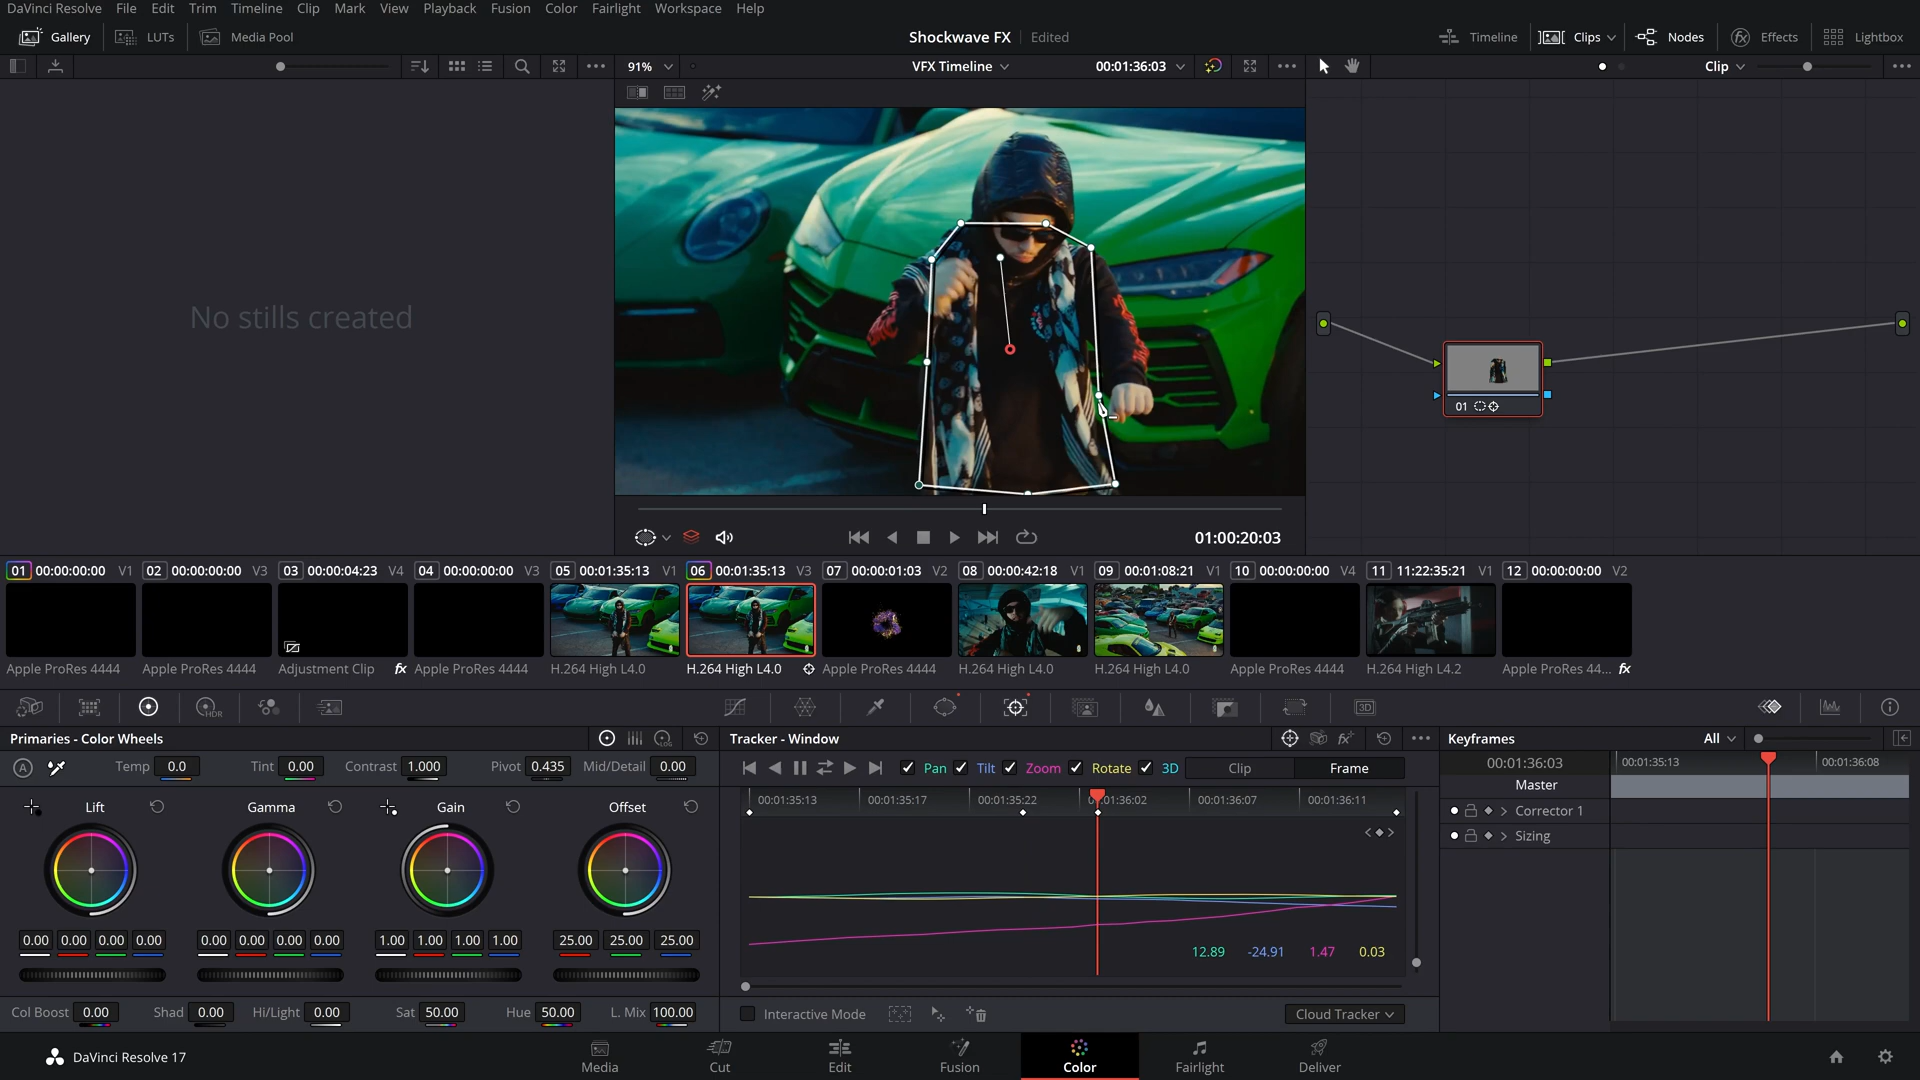 DaVinci Resolve File Edit Trim Timeline Clip Mark View Playback Fusion Color Fairlight Workspace Help
Gallery LUTs Media Pool Shockwave FX Edited Timeline Clips Nodes Effects Lightbox
91% VFX Timeline 00:01:36:03 Clip
No stills created
01
01:00:20:03
01 00:00:00:00 V1 02 00:00:00:00 V3 03 00:00:04:23 V4 04 00:00:00:00 V3 05 00:01:35:13 V1 06 00:01:35:13 V3 07 00:00:01:03 V2 08 00:00:42:18 V1 09 00:01:08:21 V1 10 00:00:00:00 V4 11 11:22:35:21 V1 12 00:00:00:00 V2
Apple ProRes 4444 Apple ProRes 4444 Adjustment Clip fx Apple ProRes 4444 H.264 High L4.0 H.264 High L4.0 Apple ProRes 4444 H.264 High L4.0 H.264 High L4.0 Apple ProRes 4444 H.264 High L4.2 Apple ProRes 44... fx
HDR 3D
Primaries - Color Wheels LOG Tracker - Window fx Keyframes All
A Temp 0.0 Tint 0.00 Contrast 1.000 Pivot 0.435 Mid/Detail 0.00 Pan Tilt Zoom Rotate 3D Clip Frame 00:01:36:03 00:01:35:13 00:01:36:08
Lift Gamma Gain Offset 00:01:35:13 00:01:35:17 00:01:35:22 00:01:36:02 00:01:36:07 00:01:36:11 Master
Corrector 1
Sizing
0.00 0.00 0.00 0.00 0.00 0.00 0.00 0.00 1.00 1.00 1.00 1.00 25.00 25.00 25.00 12.89 -24.91 1.47 0.03
Col Boost 0.00 Shad 0.00 Hi/Light 0.00 Sat 50.00 Hue 50.00 L. Mix 100.00 Interactive Mode Cloud Tracker
DaVinci Resolve 17 Media Cut Edit Fusion Color Fairlight Deliver